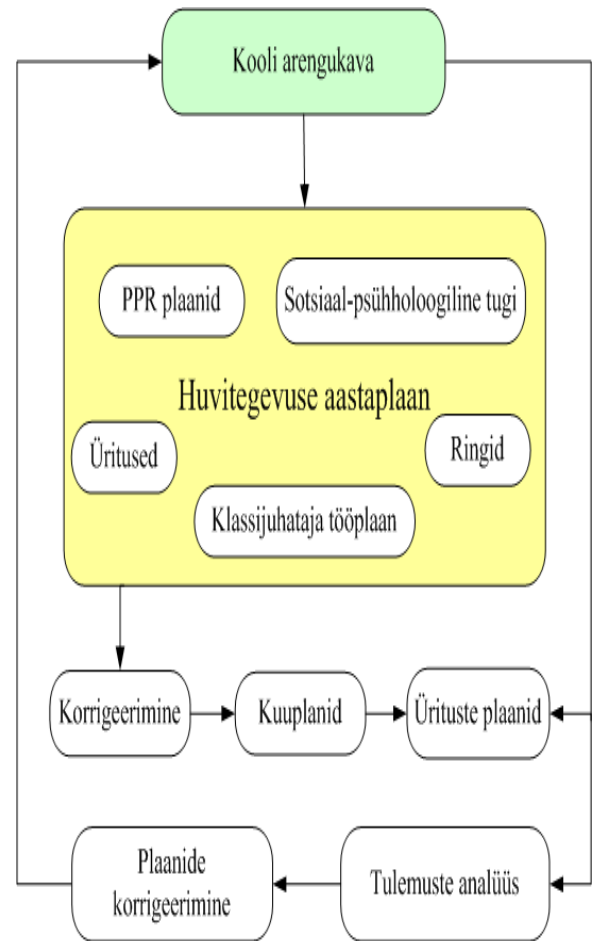 Kooli arengukava
PPR plaanid
Sotsiaal-psühholoogiline tugi
Huvitegevuse aastaplaan
Üritused
Ringid
Klassijuhataja tööplaan
Korrigeerimine
Kuuplanid
Ürituste plaanid
Plaanide
korrigeerimine
Tulemuste analüüs